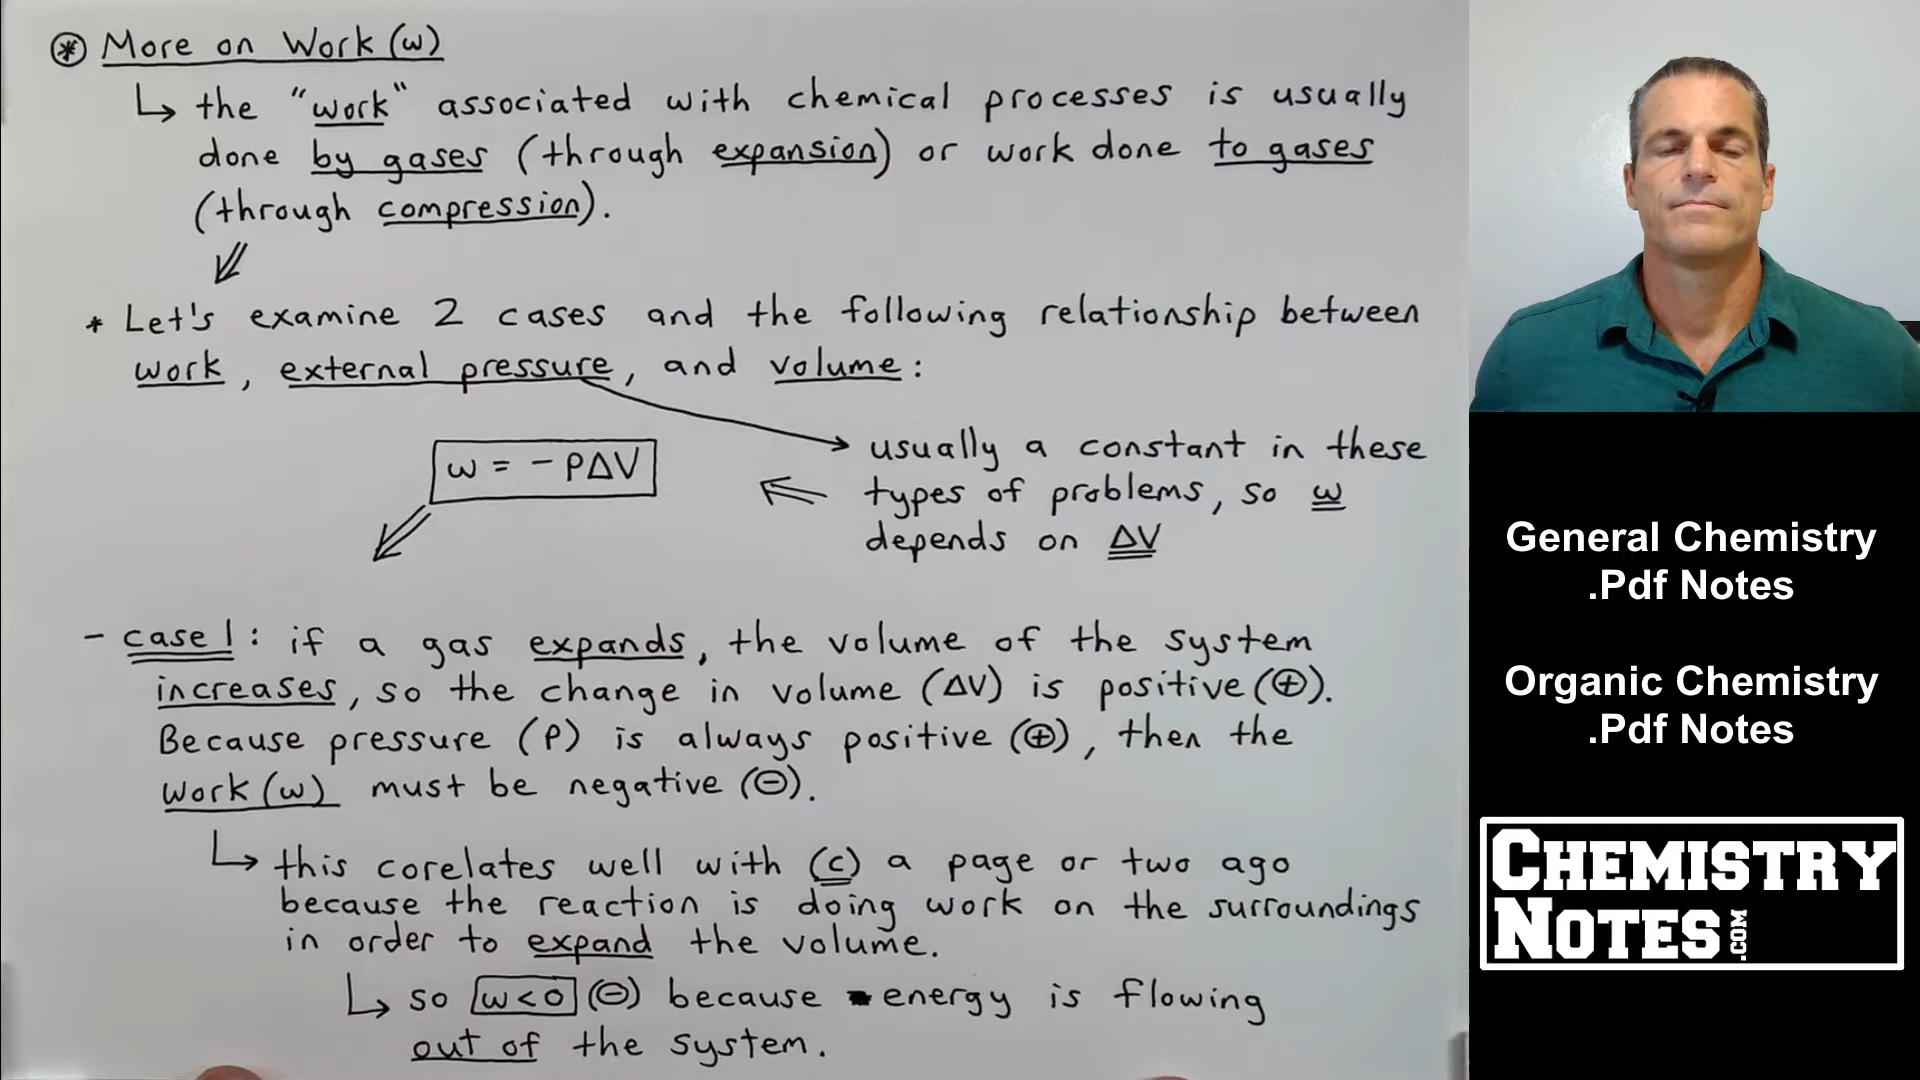 ⊛ More on Work (w)
↳ the "work" associated with chemical processes is usually
done by gases (through expansion) or work done to gases
(through compression).
* Let's examine 2 cases and the following relationship between
work, external pressure, and volume:
w = - PΔV
usually a constant in these
types of problems, so w
depends on ΔV
- case 1: if a gas expands, the volume of the system
increases, so the change in volume (ΔV) is positive (⊕).
Because pressure (P) is always positive (⊕), then the
work (w) must be negative (⊖).
↳ this corelates well with (c) a page or two ago
because the reaction is doing work on the surroundings
in order to expand the volume.
↳ so w<0 (⊖) because energy is flowing
out of the system.
General Chemistry
.Pdf Notes
Organic Chemistry
.Pdf Notes
CHEMISTRY
NOTES.COM